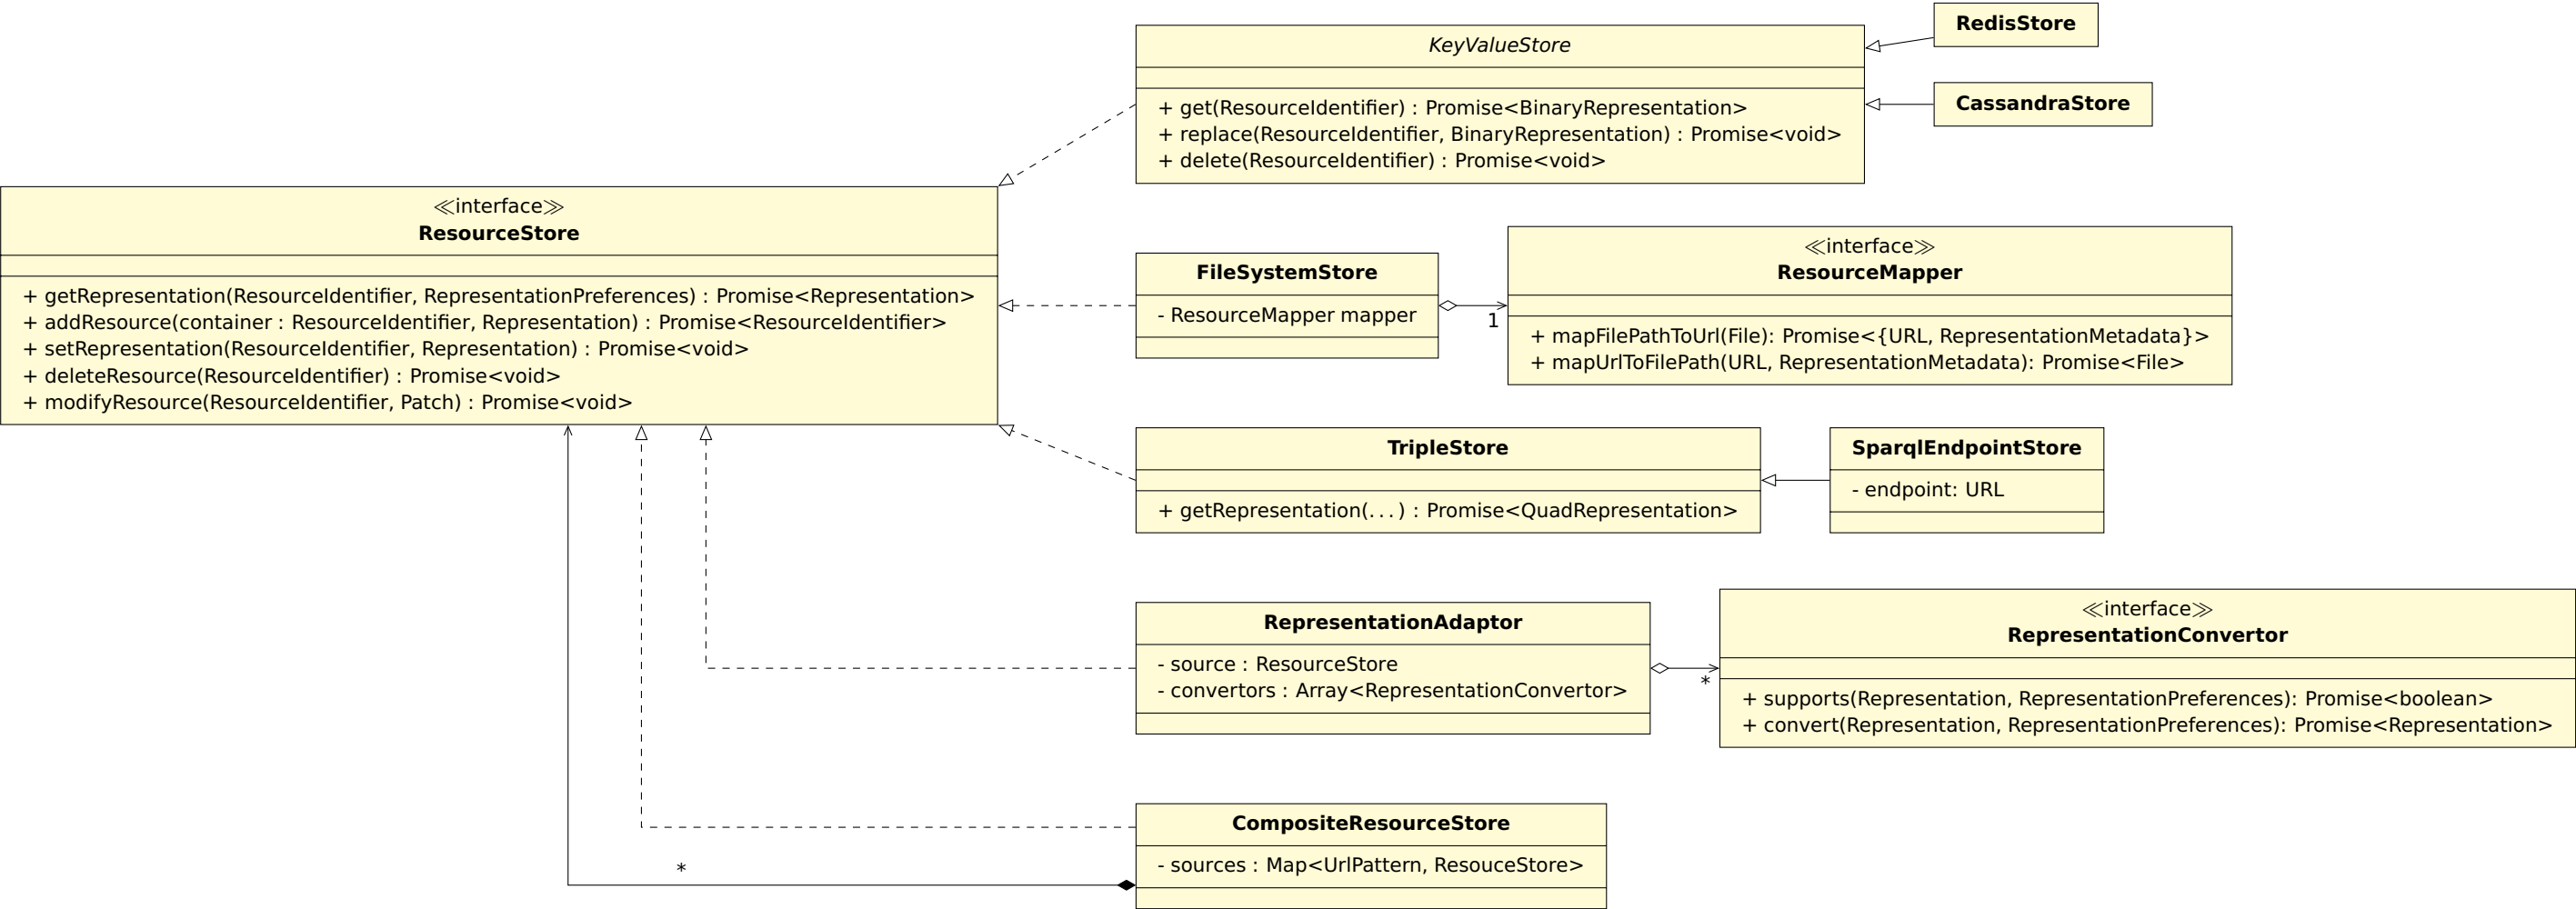 RedisStore
KeyValueStore
+ get(ResourceIdentifier) : Promise<BinaryRepresentation>
+ replace(ResourceIdentifier, BinaryRepresentation) : Promise<void>
+ delete(ResourceIdentifier) : Promise<void>
CassandraStore
≪interface≫
ResourceStore
+ getRepresentation(ResourceIdentifier, RepresentationPreferences) : Promise<Representation>
+ addResource(container : ResourceIdentifier, Representation) : Promise<ResourceIdentifier>
+ setRepresentation(ResourceIdentifier, Representation) : Promise<void>
+ deleteResource(ResourceIdentifier) : Promise<void>
+ modifyResource(ResourceIdentifier, Patch) : Promise<void>
FileSystemStore
- ResourceMapper mapper
1
≪interface≫
ResourceMapper
+ mapFilePathToUrl(File): Promise<{URL, RepresentationMetadata}>
+ mapUrlToFilePath(URL, RepresentationMetadata): Promise<File>
TripleStore
+ getRepresentation(...) : Promise<QuadRepresentation>
SparqlEndpointStore
- endpoint: URL
RepresentationAdaptor
- source : ResourceStore
- convertors : Array<RepresentationConvertor>
*
≪interface≫
RepresentationConvertor
+ supports(Representation, RepresentationPreferences): Promise<boolean>
+ convert(Representation, RepresentationPreferences): Promise<Representation>
CompositeResourceStore
- sources : Map<UrlPattern, ResouceStore>
*